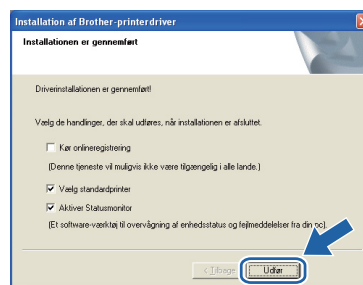 Installation af Brother-printerdriver
Installationen er gennemført
Driverinstallationen er gennemført!
Vælg de handlinger, der skal udføres, når installationen er afsluttet.
Kør onlineregistrering
(Denne tjeneste vil muligvis ikke være tilgængelig i alle lande.)
Vælg standardprinter
Aktiver Statusmonitor
(Et software-værktøj til overvågning af enhedsstatus og fejlmeddelelser fra din pc).
< Tilbage
Udfør